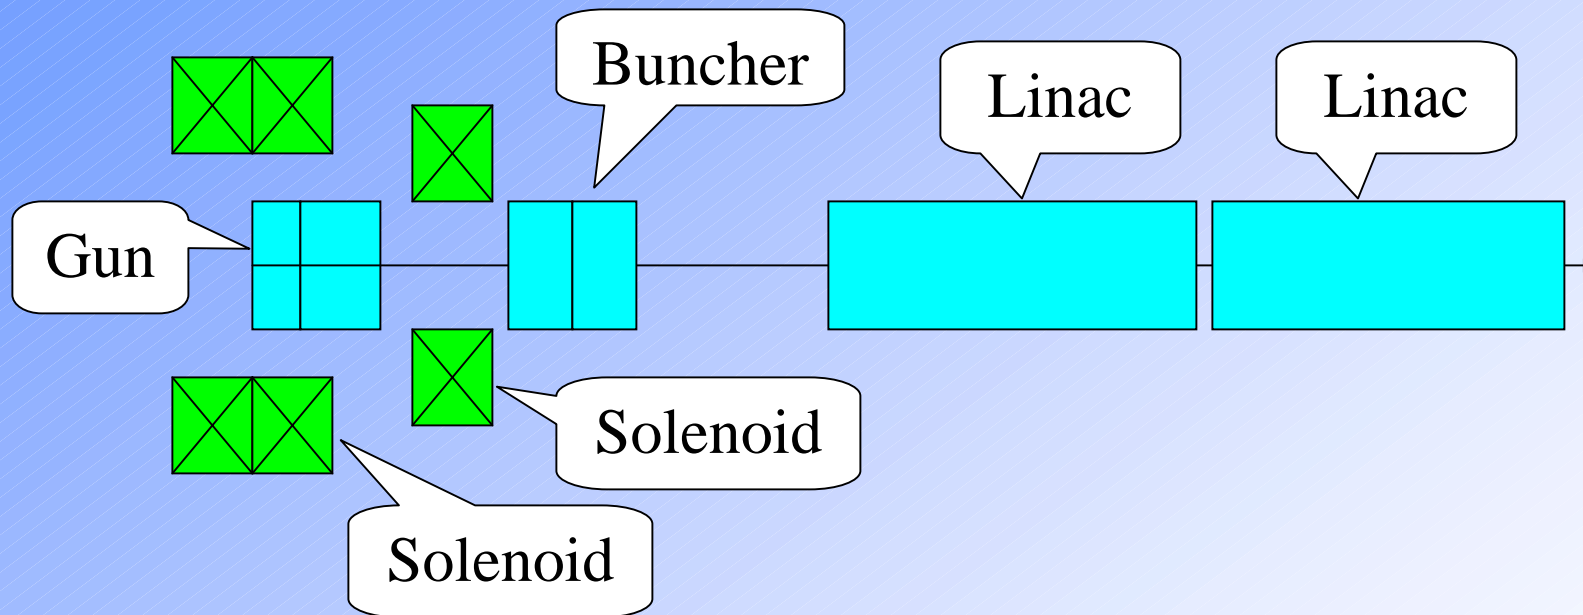 Buncher
Linac
Linac
Gun
Solenoid
Solenoid